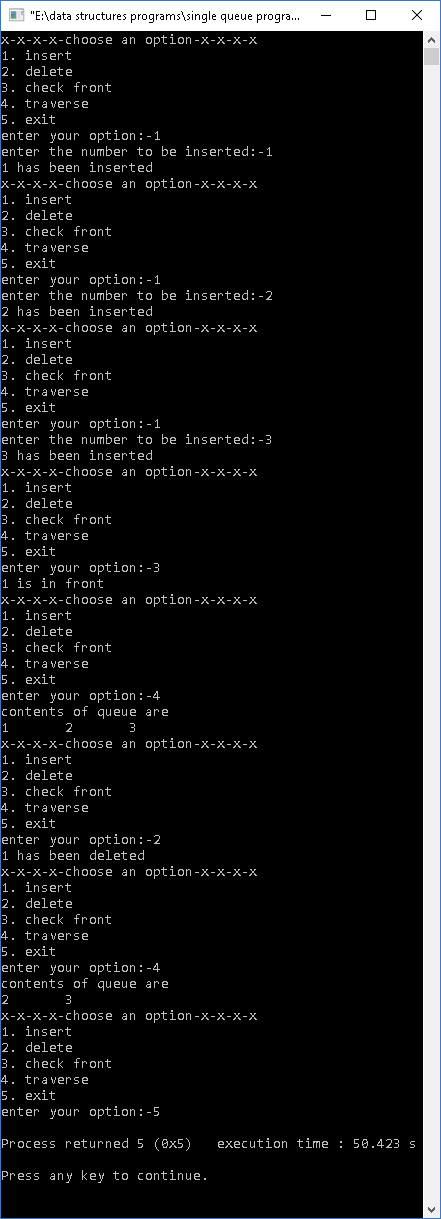 "E:\data structures programs\single queue progra...
x-x-x-x-choose an option-x-x-x-x
1. insert
2. delete
3. check front
4. traverse
5. exit
enter your option:-1
enter the number to be inserted:-1
1 has been inserted
x-x-x-x-choose an option-x-x-x-x
1. insert
2. delete
3. check front
4. traverse
5. exit
enter your option:-1
enter the number to be inserted:-2
2 has been inserted
x-x-x-x-choose an option-x-x-x-x
1. insert
2. delete
3. check front
4. traverse
5. exit
enter your option:-1
enter the number to be inserted:-3
3 has been inserted
x-x-x-x-choose an option-x-x-x-x
1. insert
2. delete
3. check front
4. traverse
5. exit
enter your option:-3
1 is in front
x-x-x-x-choose an option-x-x-x-x
1. insert
2. delete
3. check front
4. traverse
5. exit
enter your option:-4
contents of queue are
1       2       3
x-x-x-x-choose an option-x-x-x-x
1. insert
2. delete
3. check front
4. traverse
5. exit
enter your option:-2
1 has been deleted
x-x-x-x-choose an option-x-x-x-x
1. insert
2. delete
3. check front
4. traverse
5. exit
enter your option:-4
contents of queue are
2       3
x-x-x-x-choose an option-x-x-x-x
1. insert
2. delete
3. check front
4. traverse
5. exit
enter your option:-5
Process returned 5 (0x5)   execution time : 50.423 s
Press any key to continue.